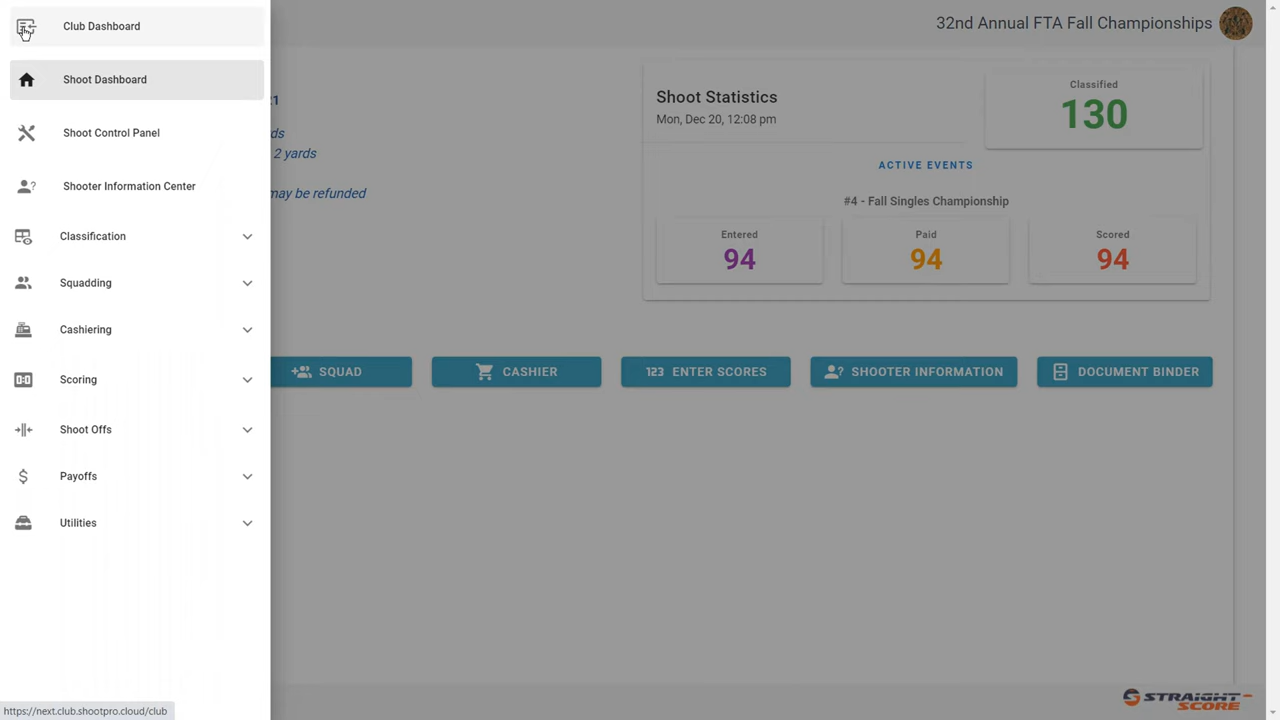 Club Dashboard
Shoot Dashboard
Shoot Control Panel
Shooter Information Center
Classification
Squadding
Cashiering
Scoring
Shoot Offs
Payoffs
Utilities
https://next.club.shootpro.cloud/club
32nd Annual FTA Fall Championships
2 yards
may be refunded
Shoot Statistics
Mon, Dec 20, 12:08 pm
Classified
130
ACTIVE EVENTS
#4 - Fall Singles Championship
Entered
94
Paid
94
Scored
94
SQUAD
CASHIER
123 ENTER SCORES
SHOOTER INFORMATION
DOCUMENT BINDER
STRAIGHT
SCORE